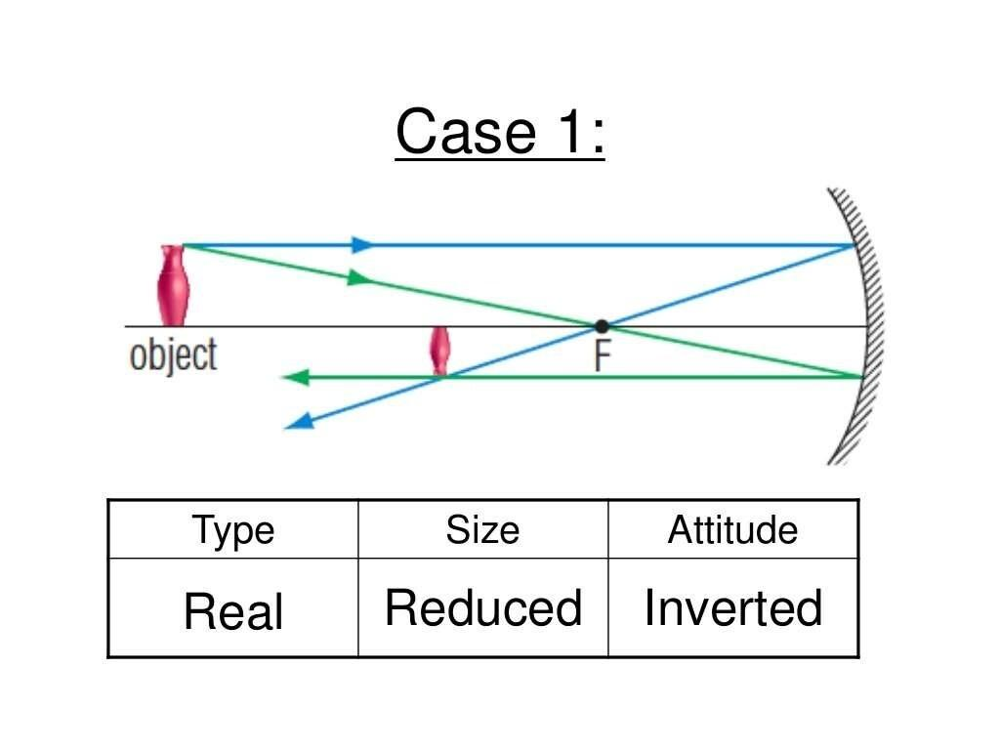 Case 1:
object
F
Type Size Attitude
Real Reduced Inverted